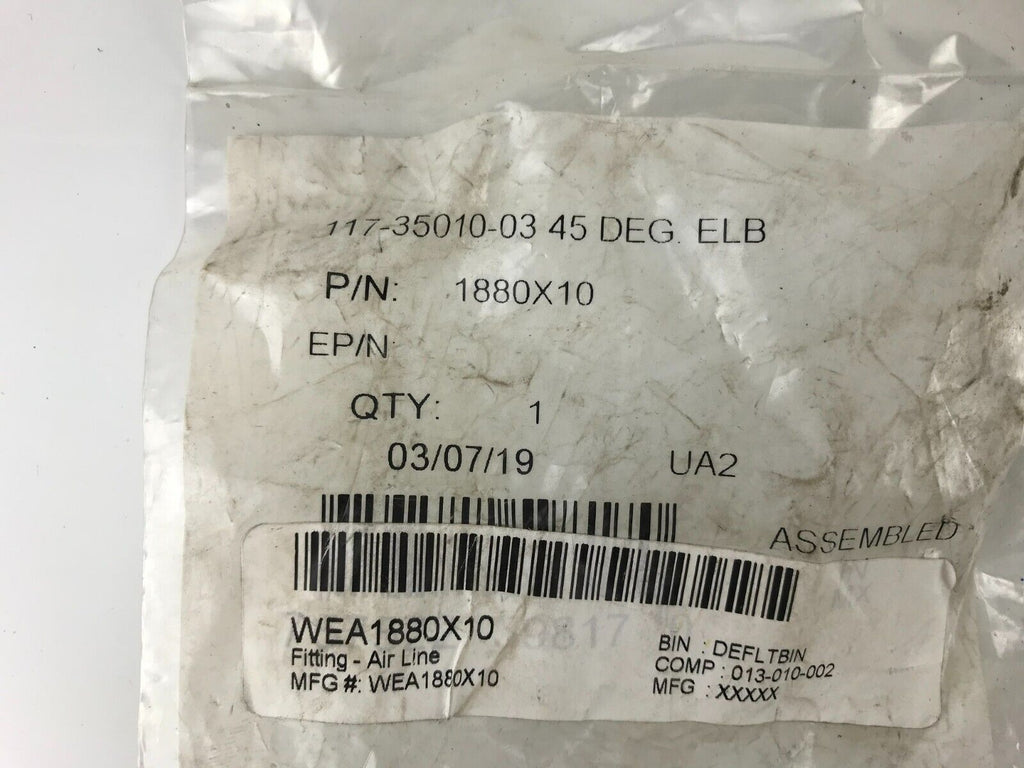 117-35010-03 45 DEG. ELB
P/N: 1880X10
EP/N
QTY: 1
03/07/19 UA2
ASSEMBLED
WEA1880X10
Fitting - Air Line
MFG #: WEA1880X10
BIN : DEFLTBIN
COMP : 013-010-002
MFG : XXXXX